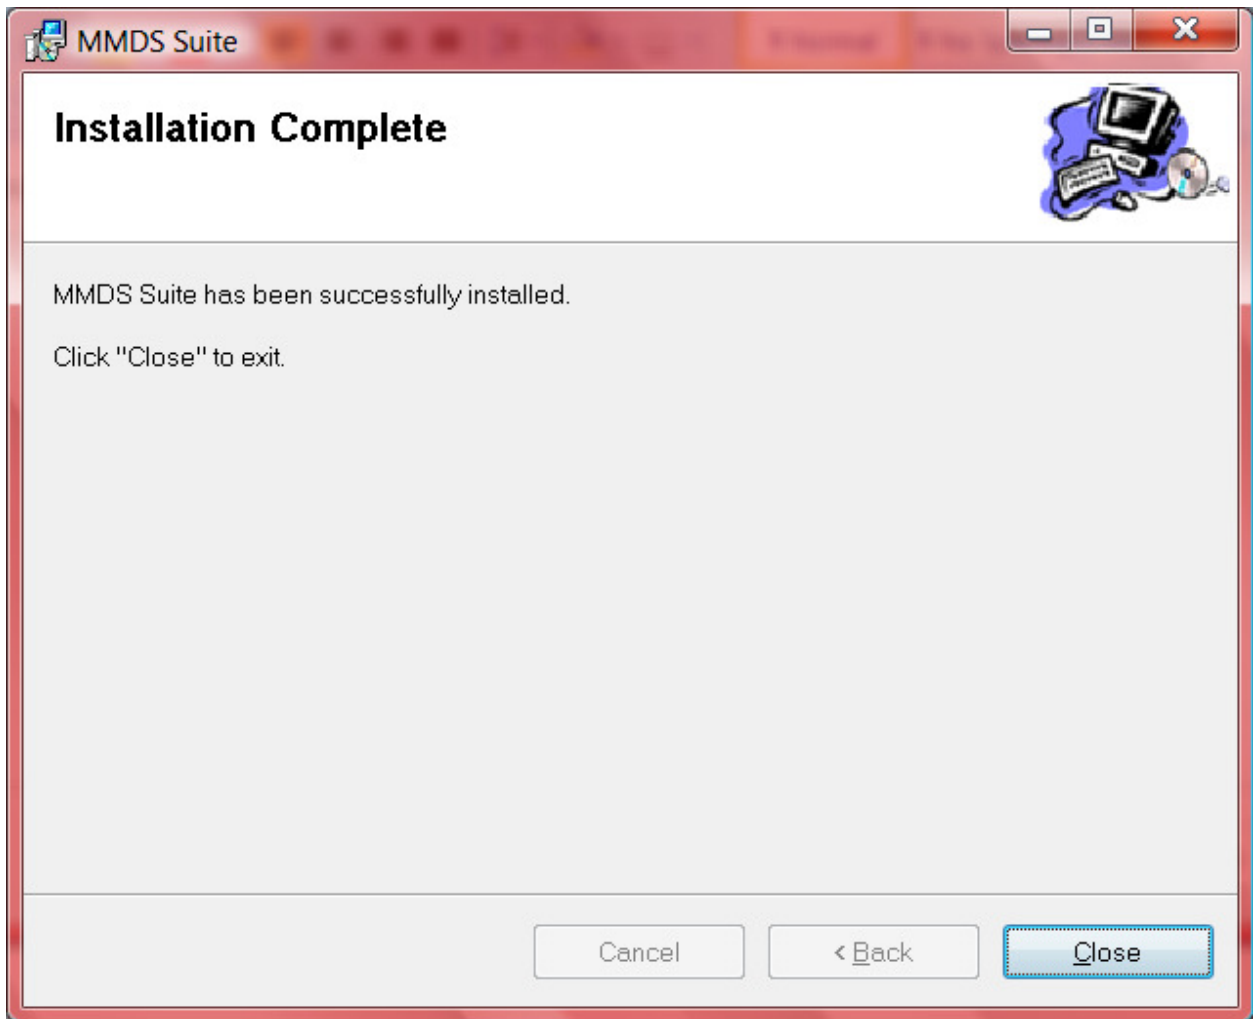 MMDS Suite
Installation Complete
MMDS Suite has been successfully installed.
Click "Close" to exit.
Cancel
< Back
Close